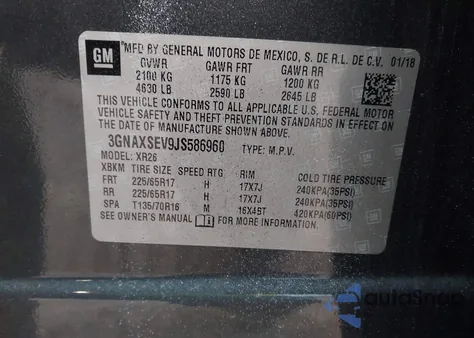 GM
MFD BY GENERAL MOTORS DE MEXICO, S. DE R.L. DE C.V. 01/18
GVWR GAWR FRT GAWR RR
2100 KG 1175 KG 1200 KG
4630 LB 2590 LB 2645 LB
THIS VEHICLE CONFORMS TO ALL APPLICABLE U.S. FEDERAL MOTOR
VEHICLE SAFETY AND THEFT PREVENTION STANDARDS IN EFFECT ON
THE DATE OF MANUFACTURE SHOWN ABOVE.
3GNAXSEV9JS586960 TYPE: M.P.V.
MODEL: XR26
XBKM TIRE SIZE SPEED RTG RIM COLD TIRE PRESSURE
FRT 225/65R17 H 17X7J 240KPA(35PSI)
RR 225/65R17 H 17X7J 240KPA(35PSI)
SPA T135/70R16 M 16X4BT 420KPA(60PSI)
SEE OWNER'S MANUAL FOR MORE INFORMATION.
autoSnap